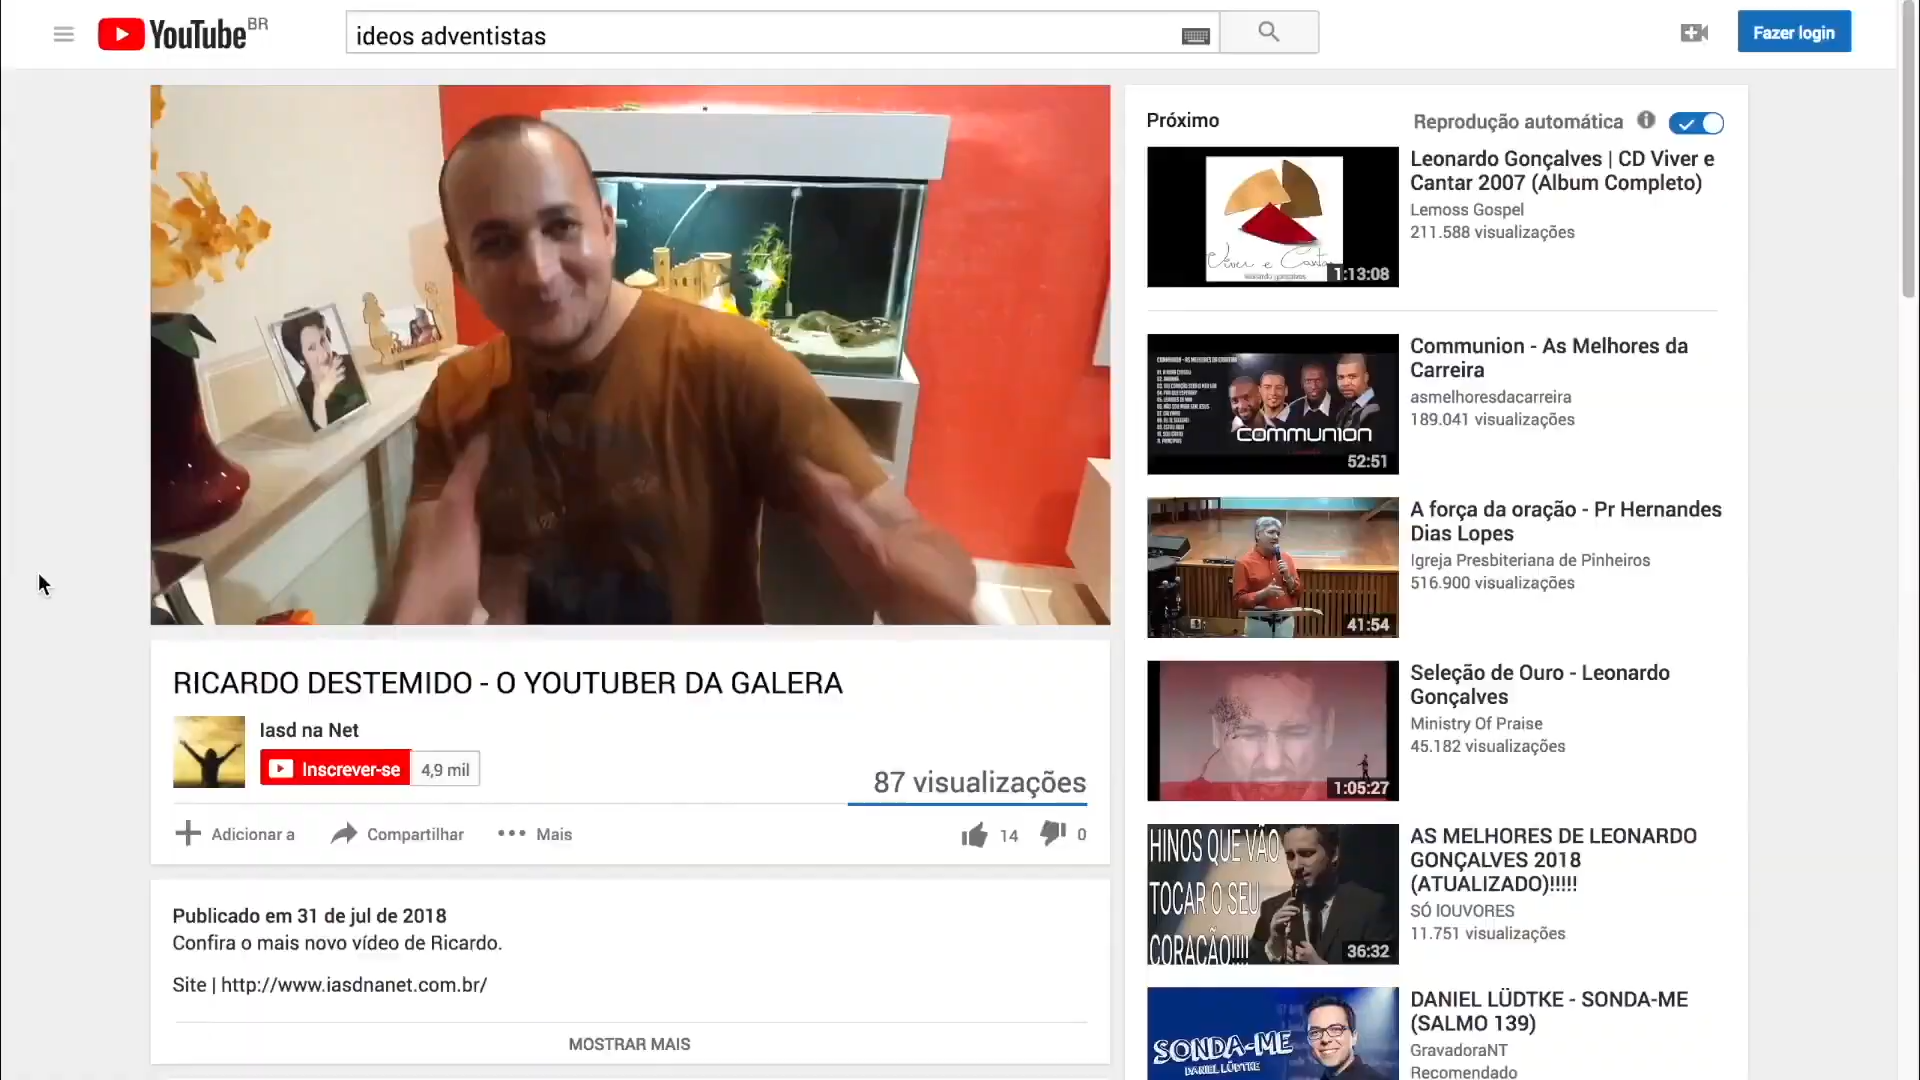 YouTube BR
ideos adventistas
Fazer login
RICARDO DESTEMIDO - O YOUTUBER DA GALERA
Iasd na Net
Inscrever-se 4,9 mil
87 visualizações
Adicionar a Compartilhar Mais 14 0
Publicado em 31 de jul de 2018
Confira o mais novo vídeo de Ricardo.
Site | http://www.iasdnanet.com.br/
MOSTRAR MAIS
Próximo Reprodução automática
Viver e Cantar
1:13:08
Leonardo Gonçalves | CD Viver e
Cantar 2007 (Album Completo)
Lemoss Gospel
211.588 visualizações
COMMUNION
52:51
Communion - As Melhores da
Carreira
asmelhoresdacarreira
189.041 visualizações
41:54
A força da oração - Pr Hernandes
Dias Lopes
Igreja Presbiteriana de Pinheiros
516.900 visualizações
1:05:27
Seleção de Ouro - Leonardo
Gonçalves
Ministry Of Praise
45.182 visualizações
HINOS QUE VÃO
TOCAR O SEU
CORAÇÃO!!!!
36:32
AS MELHORES DE LEONARDO
GONÇALVES 2018
(ATUALIZADO)!!!!!
SÓ lOUVORES
11.751 visualizações
SONDA-ME
DANIEL LÜDTKE
DANIEL LÜDTKE - SONDA-ME
(SALMO 139)
GravadoraNT
Recomendado